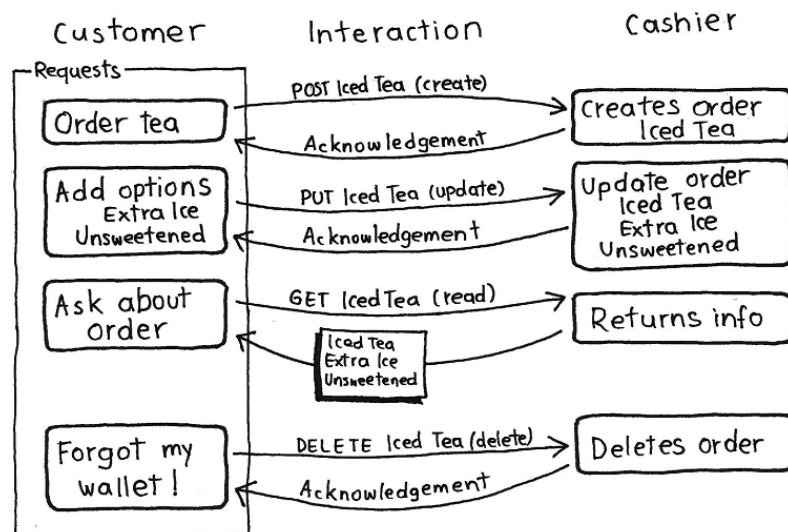 Customer
Interaction
Cashier
Requests
Order tea
POST Iced Tea (create)
Acknowledgement
Creates order
Iced Tea
Add options
Extra Ice
Unsweetened
PUT Iced Tea (update)
Acknowledgement
Update order
Iced Tea
Extra Ice
Unsweetened
Ask about
order
GET Iced Tea (read)
Iced Tea
Extra Ice
Unsweetened
Returns info
Forgot my
wallet!
DELETE Iced Tea (delete)
Acknowledgement
Deletes order